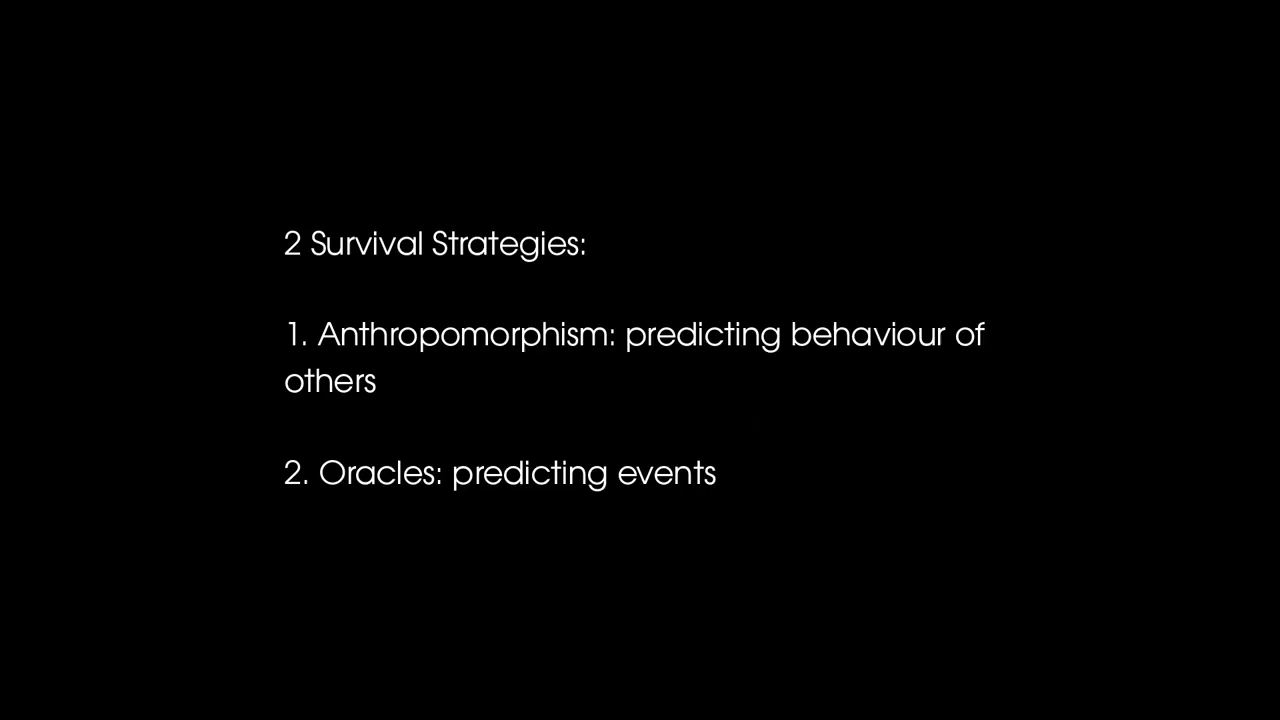 2 Survival Strategies:
1. Anthropomorphism: predicting behaviour of
others
2. Oracles: predicting events